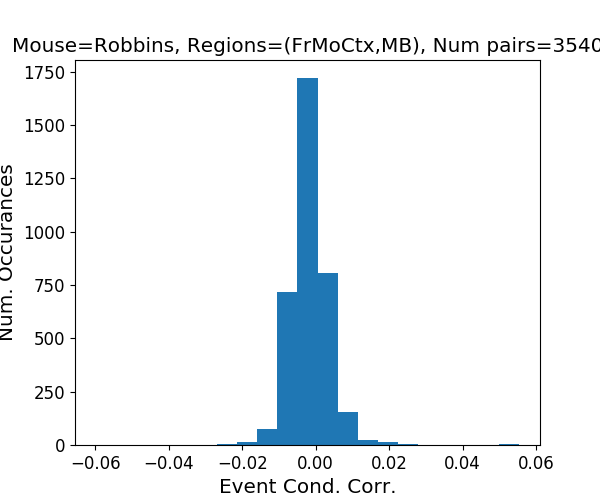 Mouse=Robbins, Regions=(FrMoCtx,MB), Num pairs=3540
1750
1500
1250
1000
750
500
250
0
Num. Occurances
−0.06 −0.04 −0.02 0.00 0.02 0.04 0.06
Event Cond. Corr.